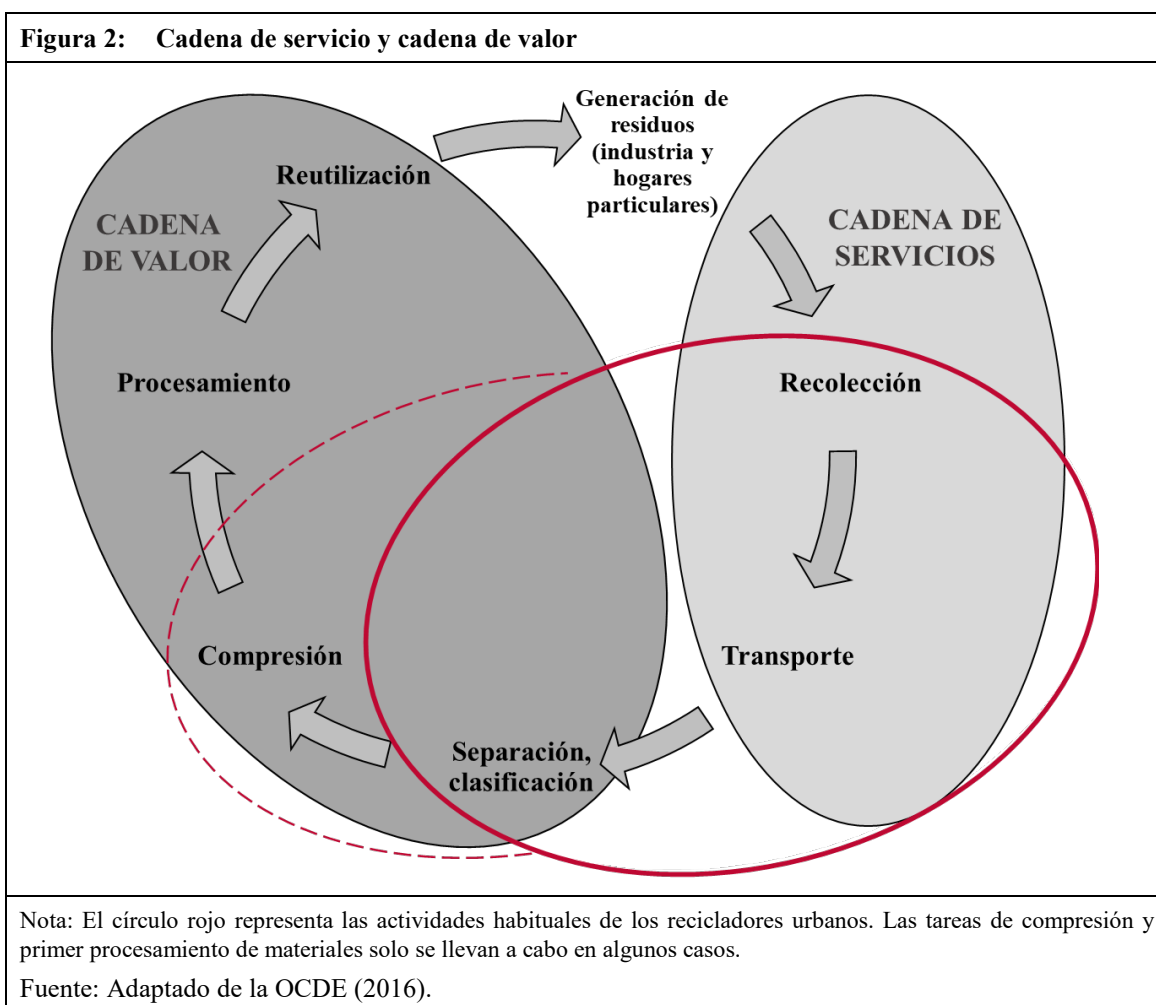 Figura 2: Cadena de servicio y cadena de valor
Generación de
residuos
(industria y
hogares
particulares)
Reutilización
CADENA
DE VALOR
CADENA DE
SERVICIOS
Procesamiento
Recolección
Compresión
Transporte
Separación,
clasificación
Nota: El círculo rojo representa las actividades habituales de los recicladores urbanos. Las tareas de compresión y
primer procesamiento de materiales solo se llevan a cabo en algunos casos.
Fuente: Adaptado de la OCDE (2016).